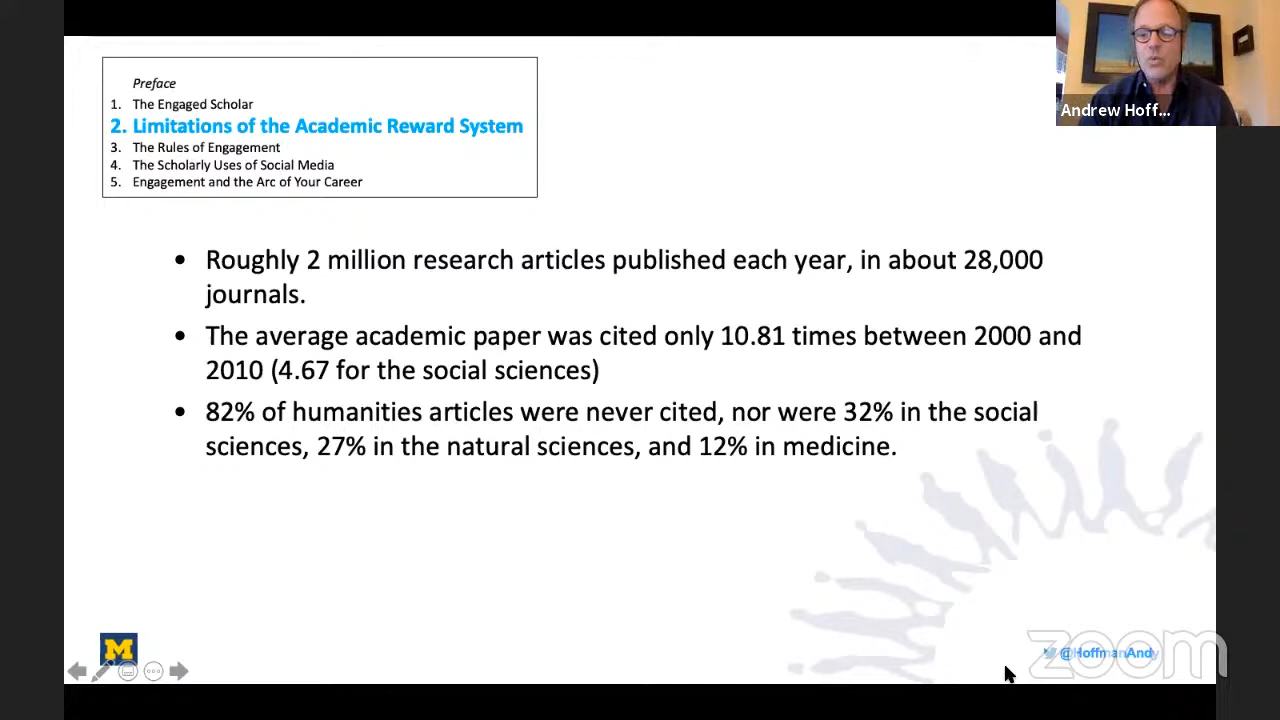 Preface
1. The Engaged Scholar
2. Limitations of the Academic Reward System
3. The Rules of Engagement
4. The Scholarly Uses of Social Media
5. Engagement and the Arc of Your Career
Andrew Hoff...
• Roughly 2 million research articles published each year, in about 28,000
journals.
• The average academic paper was cited only 10.81 times between 2000 and
2010 (4.67 for the social sciences)
• 82% of humanities articles were never cited, nor were 32% in the social
sciences, 27% in the natural sciences, and 12% in medicine.
M
@HoffmanAndy
zoom